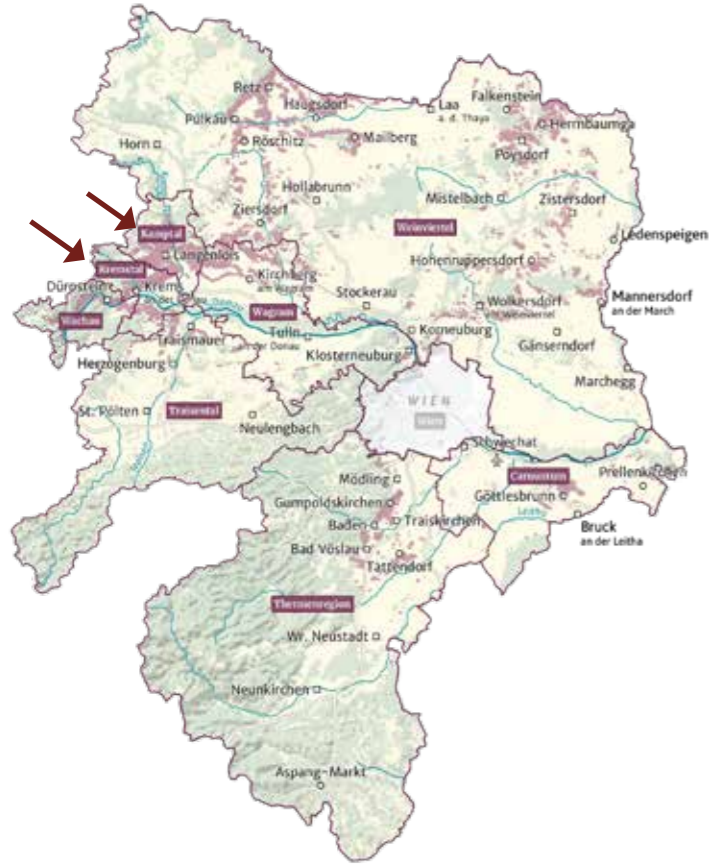 Retz
Haugsdorf
Laa
a. d. Thaya
Falkenstein
Pulkau
Herrnbaumga
Horn
Röschitz
Mailberg
Poysdorf
Hollabrunn
Mistelbach
Zistersdorf
Ziersdorf
Kamptal
Weinviertel
Jedenspeigen
Langenlois
Hohenruppersdorf
Kremstal
Kirchberg
am Wagram
Dürnstein
Krems
Stockerau
Wolkersdorf
im Weinviertel
Mannersdorf
an der March
Wachau
Wagram
Tulln
an der Donau
Korneuburg
Gänserndorf
Traismauer
Klosterneuburg
Herzogenburg
Marchegg
WIEN
Wien
St. Pölten
Traisental
Neulengbach
Schwechat
Mödling
Carnuntum
Prellenkirchen
Gumpoldskirchen
Göttlesbrunn
Baden
Traiskirchen
Bruck
an der Leitha
Bad Vöslau
Tattendorf
Thermenregion
Wr. Neustadt
Neunkirchen
Aspang-Markt